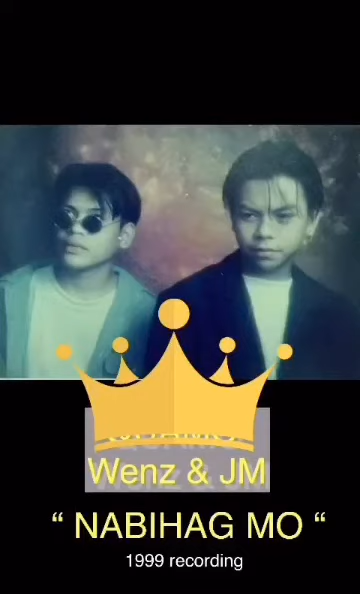 Wenz & JM
“ NABIHAG MO “
1999 recording